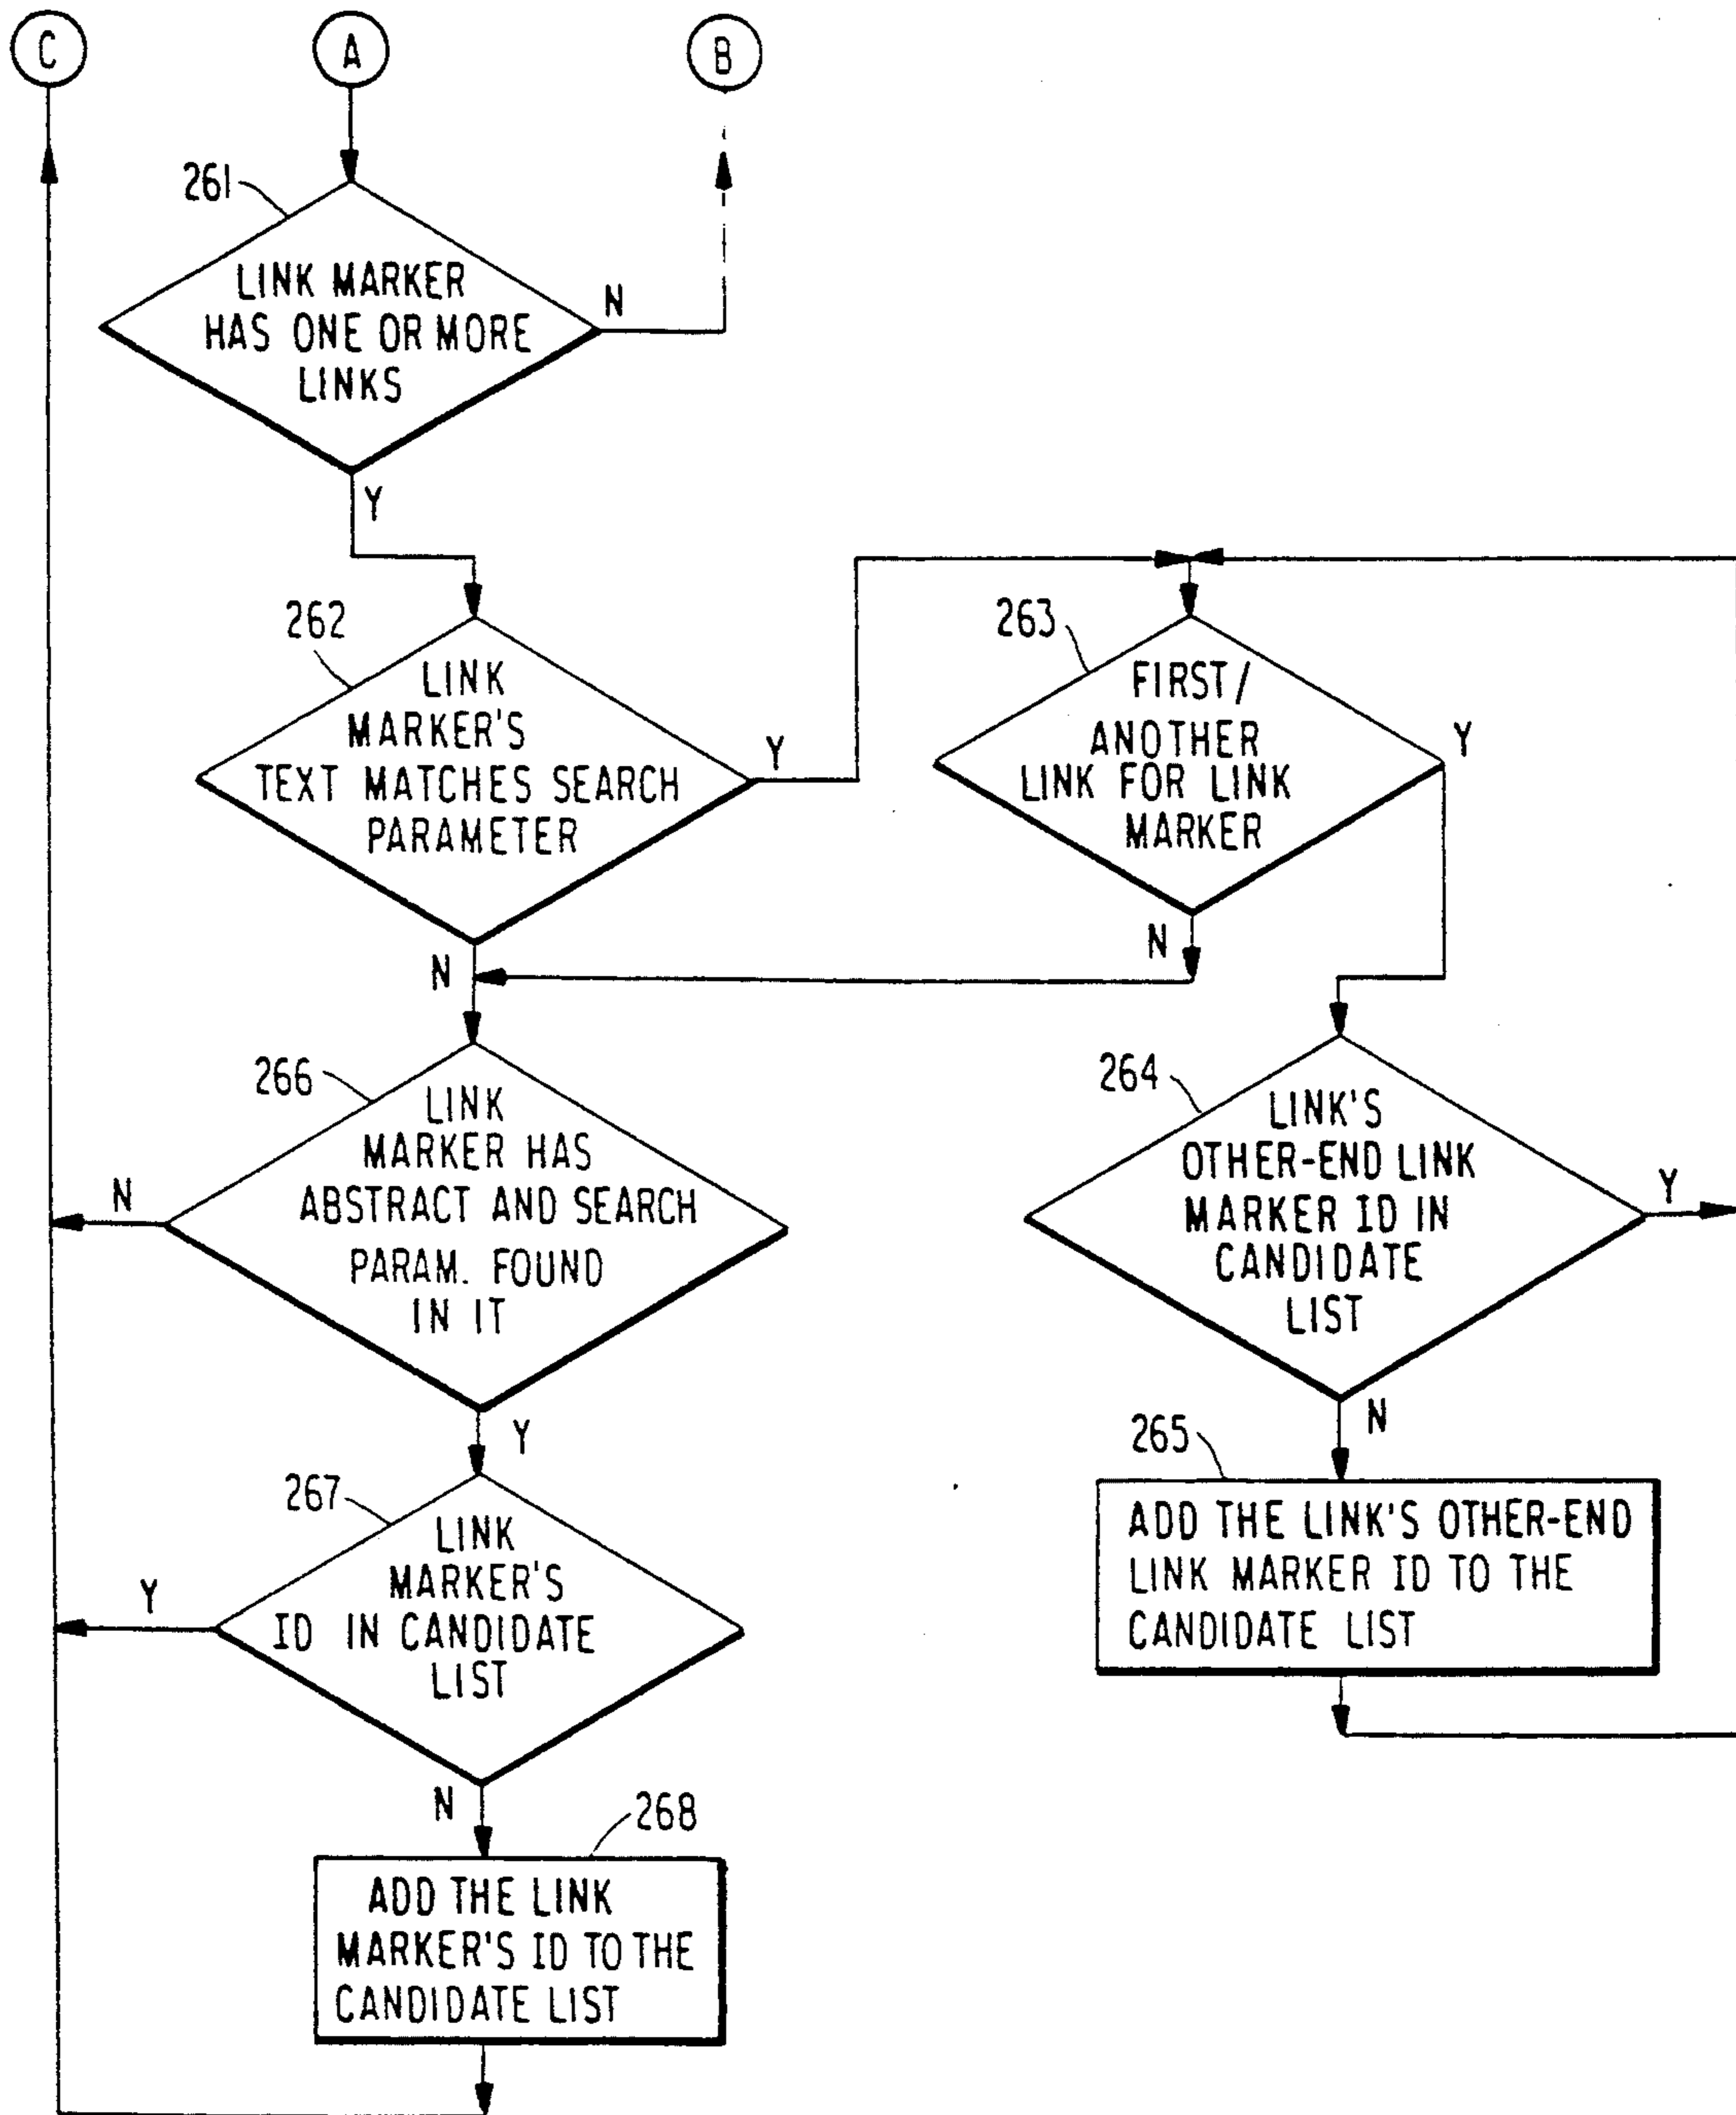 C
A
B
261
LINK MARKER
HAS ONE OR MORE
LINKS
N
Y
262
LINK
MARKER'S
TEXT MATCHES SEARCH
PARAMETER
Y
N
263
FIRST/
ANOTHER
LINK FOR LINK
MARKER
Y
N
264
LINK'S
OTHER-END LINK
MARKER ID IN
CANDIDATE
LIST
Y
N
265
ADD THE LINK'S OTHER-END
LINK MARKER ID TO THE
CANDIDATE LIST
266
LINK
MARKER HAS
ABSTRACT AND SEARCH
PARAM. FOUND
IN IT
N
Y
267
LINK
MARKER'S
ID IN CANDIDATE
LIST
Y
N
268
ADD THE LINK
MARKER'S ID TO THE
CANDIDATE LIST